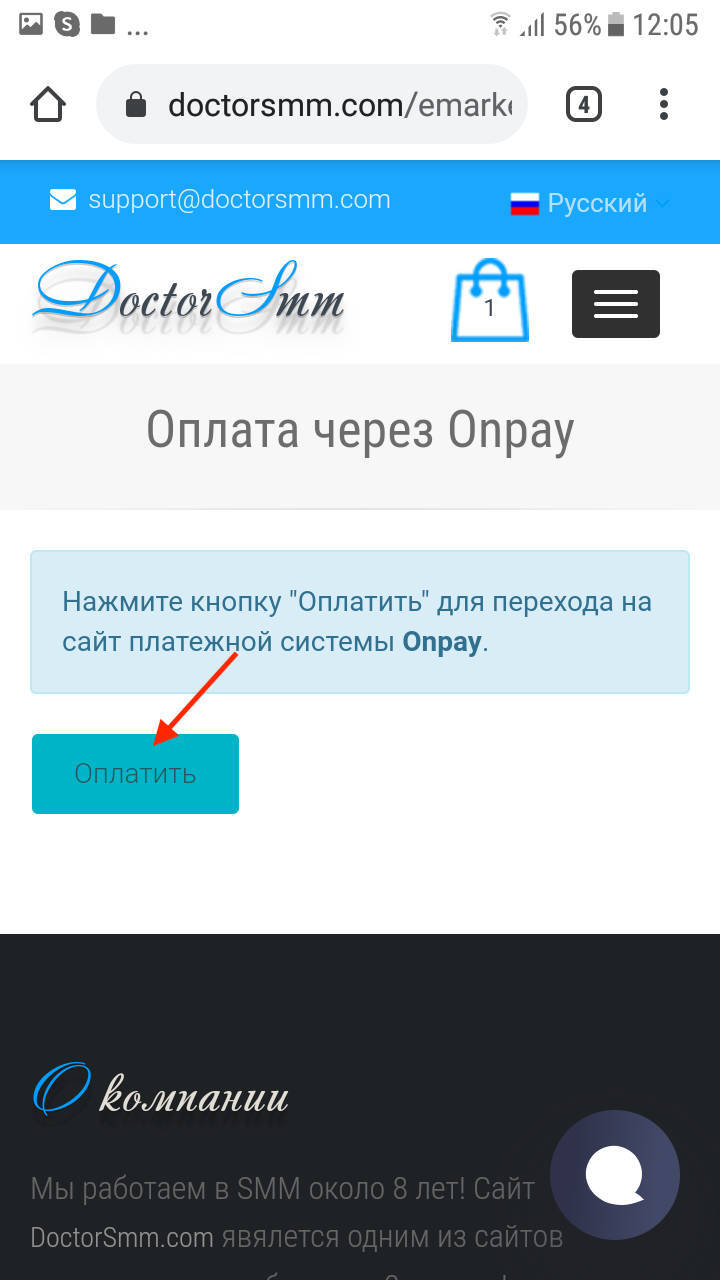 ... 56% 12:05
doctorsmm.com/emark
4
support@doctorsmm.com Русский
DoctorSmm 1
Оплата через Onpay
Нажмите кнопку "Оплатить" для перехода на
сайт платежной системы Onpay.
Оплатить
О компании
Мы работаем в SMM около 8 лет! Сайт
DoctorSmm.com явялется одним из сайтов